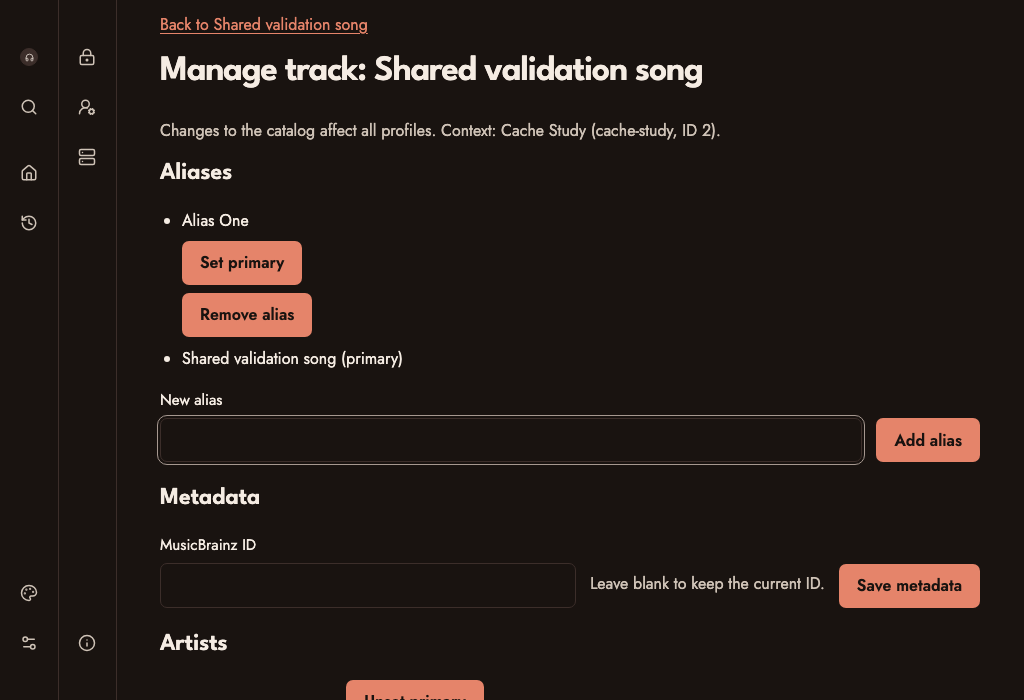 Back to Shared validation song
Manage track: Shared validation song
Changes to the catalog affect all profiles. Context: Cache Study (cache-study, ID 2).
Aliases
Alias One
Set primary
Remove alias
Shared validation song (primary)
New alias
Add alias
Metadata
MusicBrainz ID
Leave blank to keep the current ID.
Save metadata
Artists
Unset primary